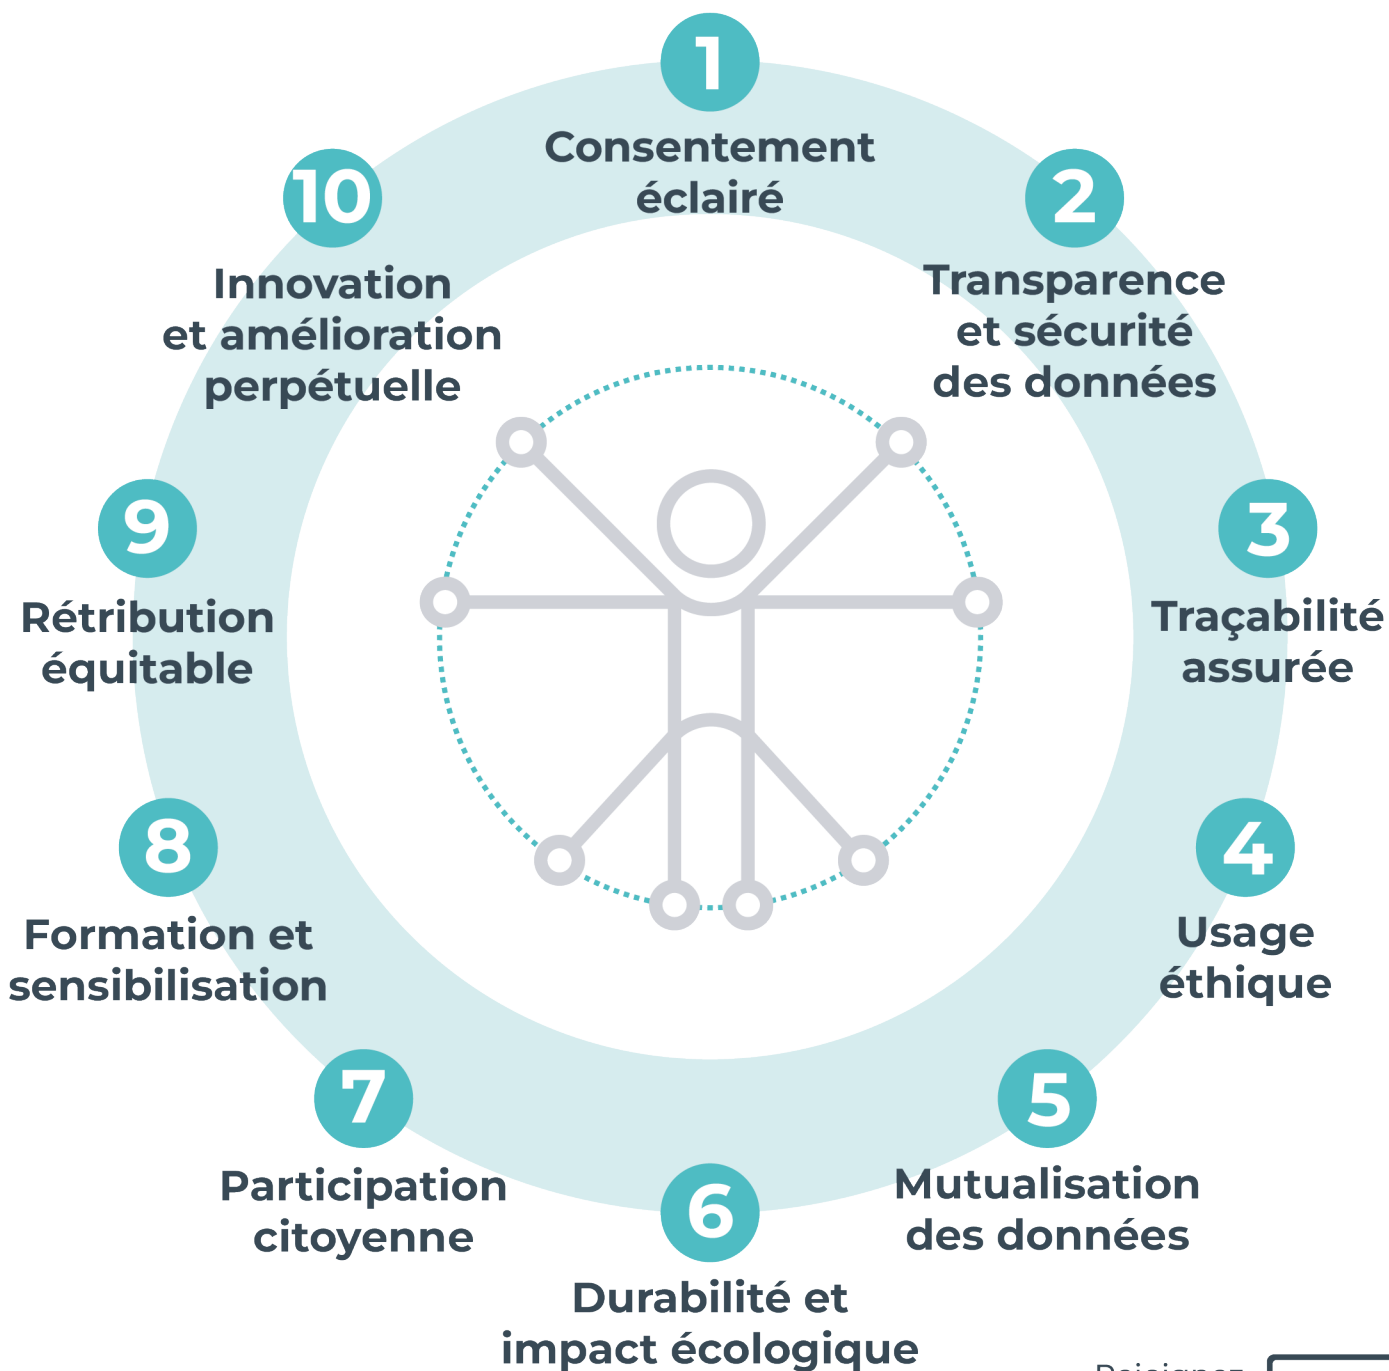 1
Consentement
éclairé
2
Transparence
et sécurité
des données
3
Traçabilité
assurée
4
Usage
éthique
5
Mutualisation
des données
6
Durabilité et
impact écologique
7
Participation
citoyenne
8
Formation et
sensibilisation
9
Rétribution
équitable
10
Innovation
et amélioration
perpétuelle